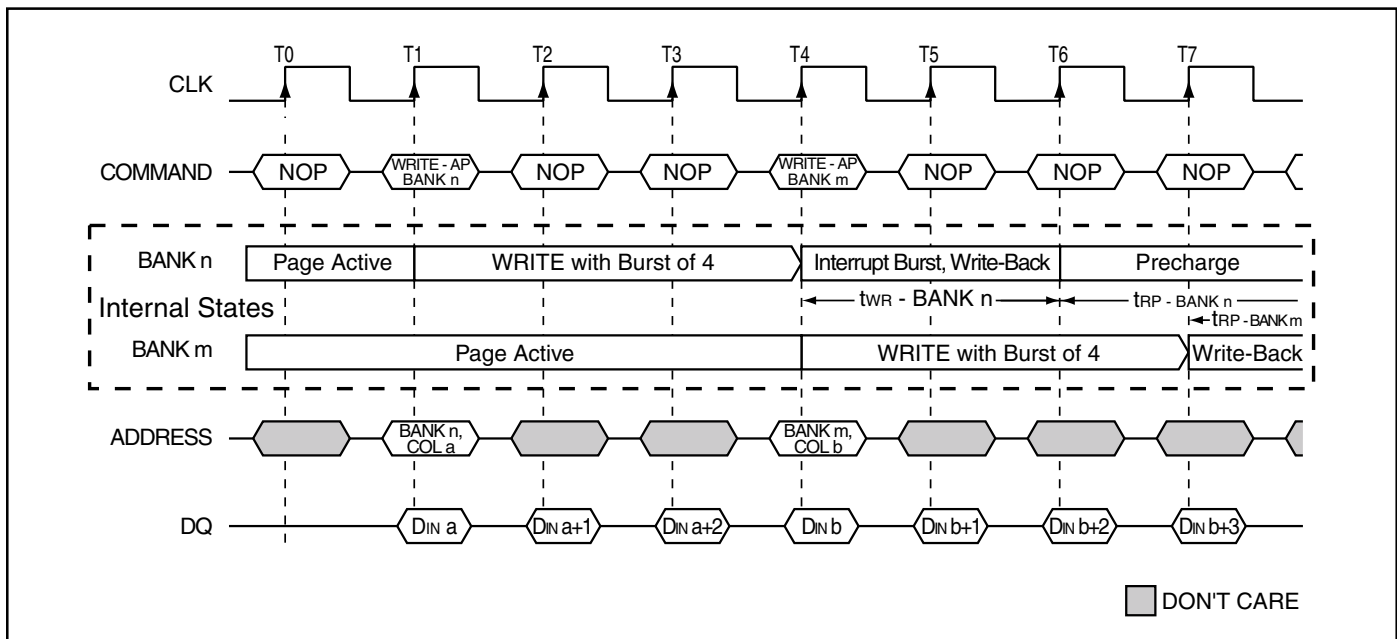 T0 T1 T2 T3 T4 T5 T6 T7
CLK
COMMAND NOP WRITE - AP BANK n NOP NOP WRITE - AP BANK m NOP NOP NOP
BANK n Page Active WRITE with Burst of 4 Interrupt Burst, Write-Back Precharge
tWR - BANK n tRP - BANK n
Internal States
tRP - BANK m
BANK m Page Active WRITE with Burst of 4 Write-Back
ADDRESS BANK n, COL a BANK m, COL b
DQ DIN a DIN a+1 DIN a+2 DIN b DIN b+1 DIN b+2 DIN b+3
DON'T CARE